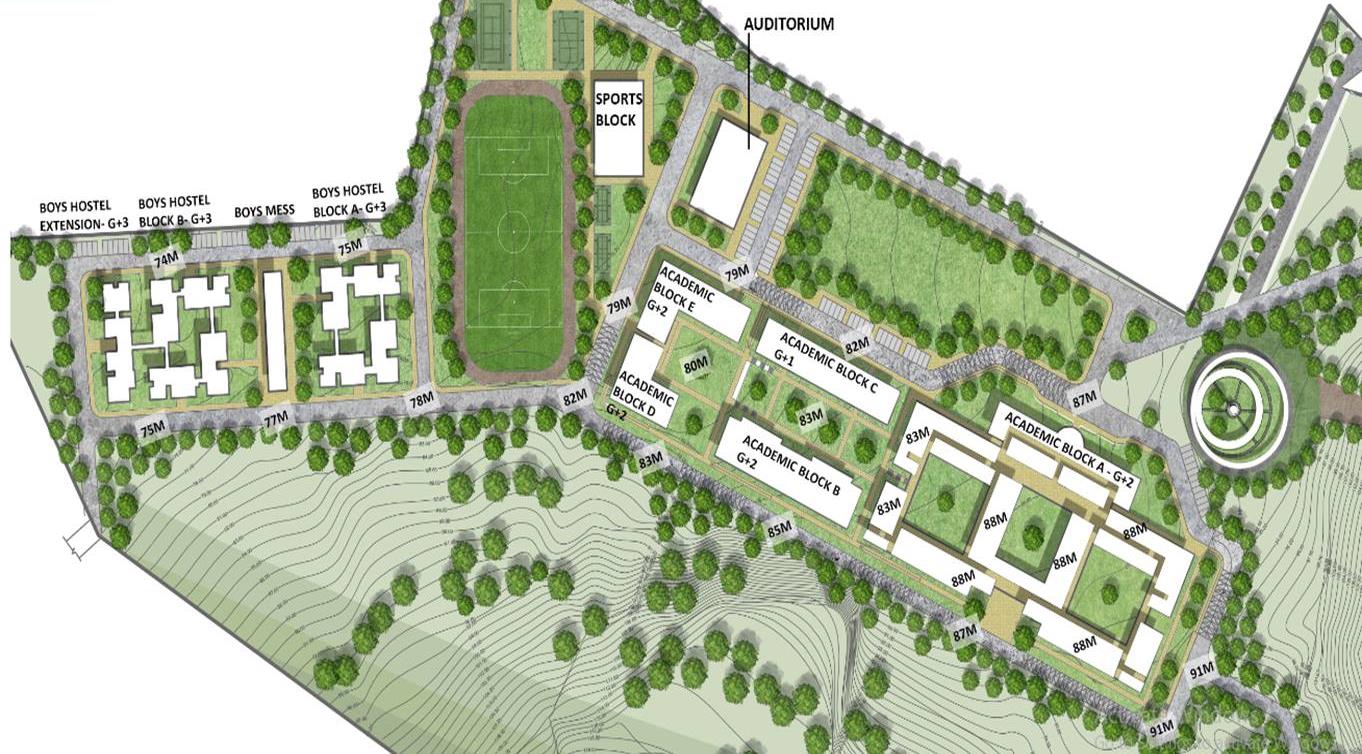 AUDITORIUM
SPORTS
BLOCK
BOYS HOSTEL
EXTENSION- G+3
BOYS HOSTEL
BLOCK B- G+3
BOYS MESS
BOYS HOSTEL
BLOCK A- G+3
74M
75M
79M
79M
ACADEMIC
BLOCK E
G+2
80M
ACADEMIC BLOCK C
G+1
82M
ACADEMIC
BLOCK D
G+2
83M
75M
77M
78M
82M
83M
ACADEMIC BLOCK B
G+2
85M
87M
ACADEMIC BLOCK A - G+2
83M
83M
88M
88M
88M
88M
88M
87M
91M
91M